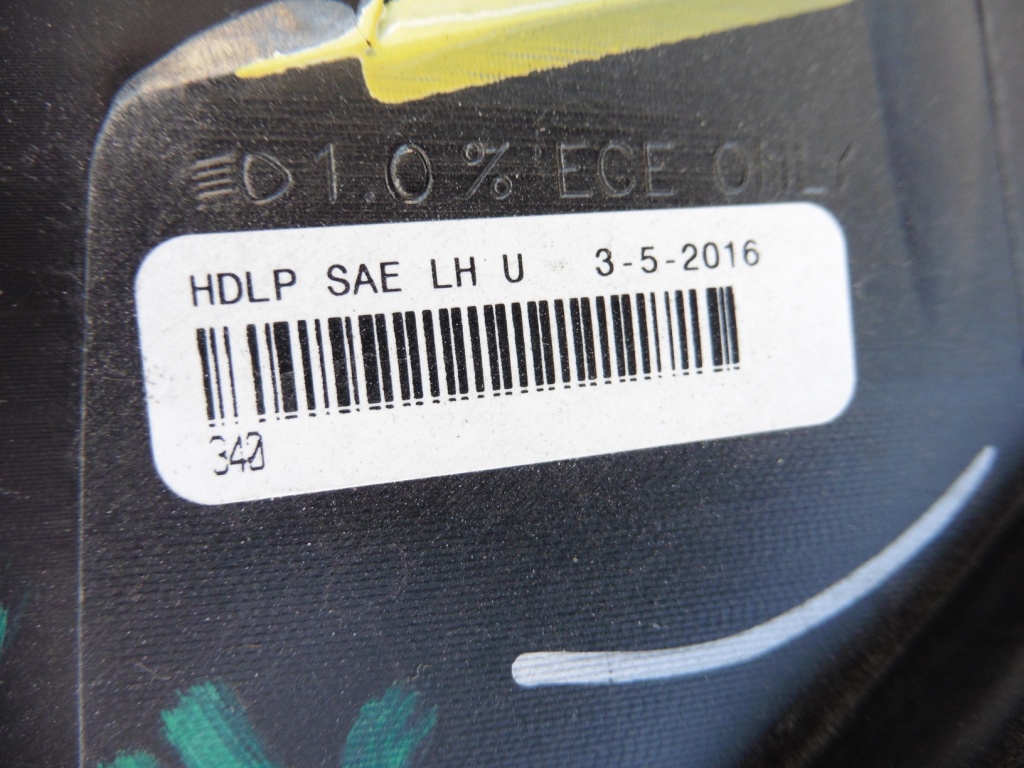 1.0% ECE ONLY
HDLP SAE LH U 3-5-2016
340